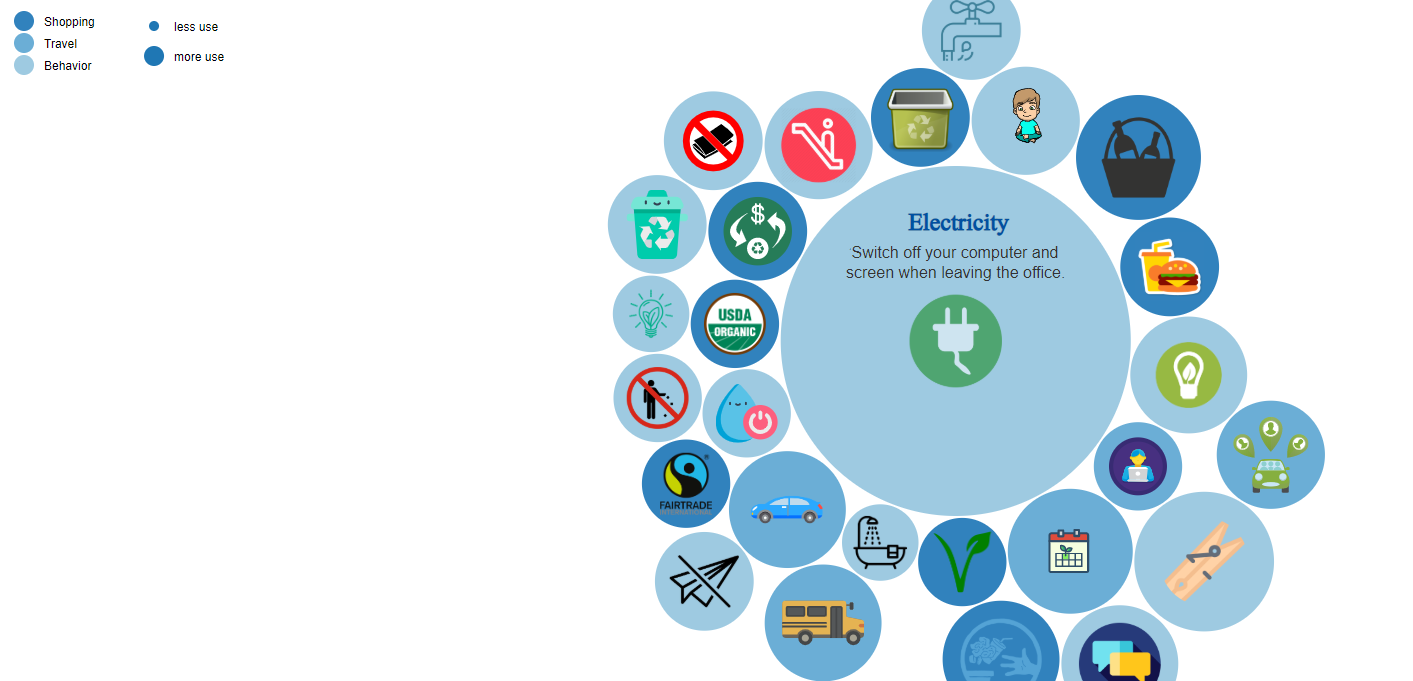 Shopping
Travel
Behavior
less use
more use
Electricity
Switch off your computer and
screen when leaving the office.
$
USDA
ORGANIC
FAIRTRADE